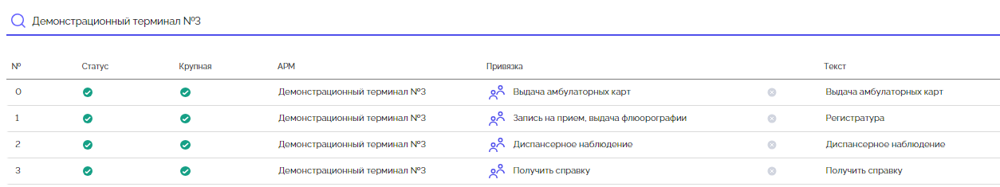 Демонстрационный терминал №3
№ Статус Крупная АРМ Привязка Текст
0 Демонстрационный терминал №3 Выдача амбулаторных карт Выдача амбулаторных карт
1 Демонстрационный терминал №3 Запись на прием, выдача флюорографии Регистратура
2 Демонстрационный терминал №3 Диспансерное наблюдение Диспансерное наблюдение
3 Демонстрационный терминал №3 Получить справку Получить справку